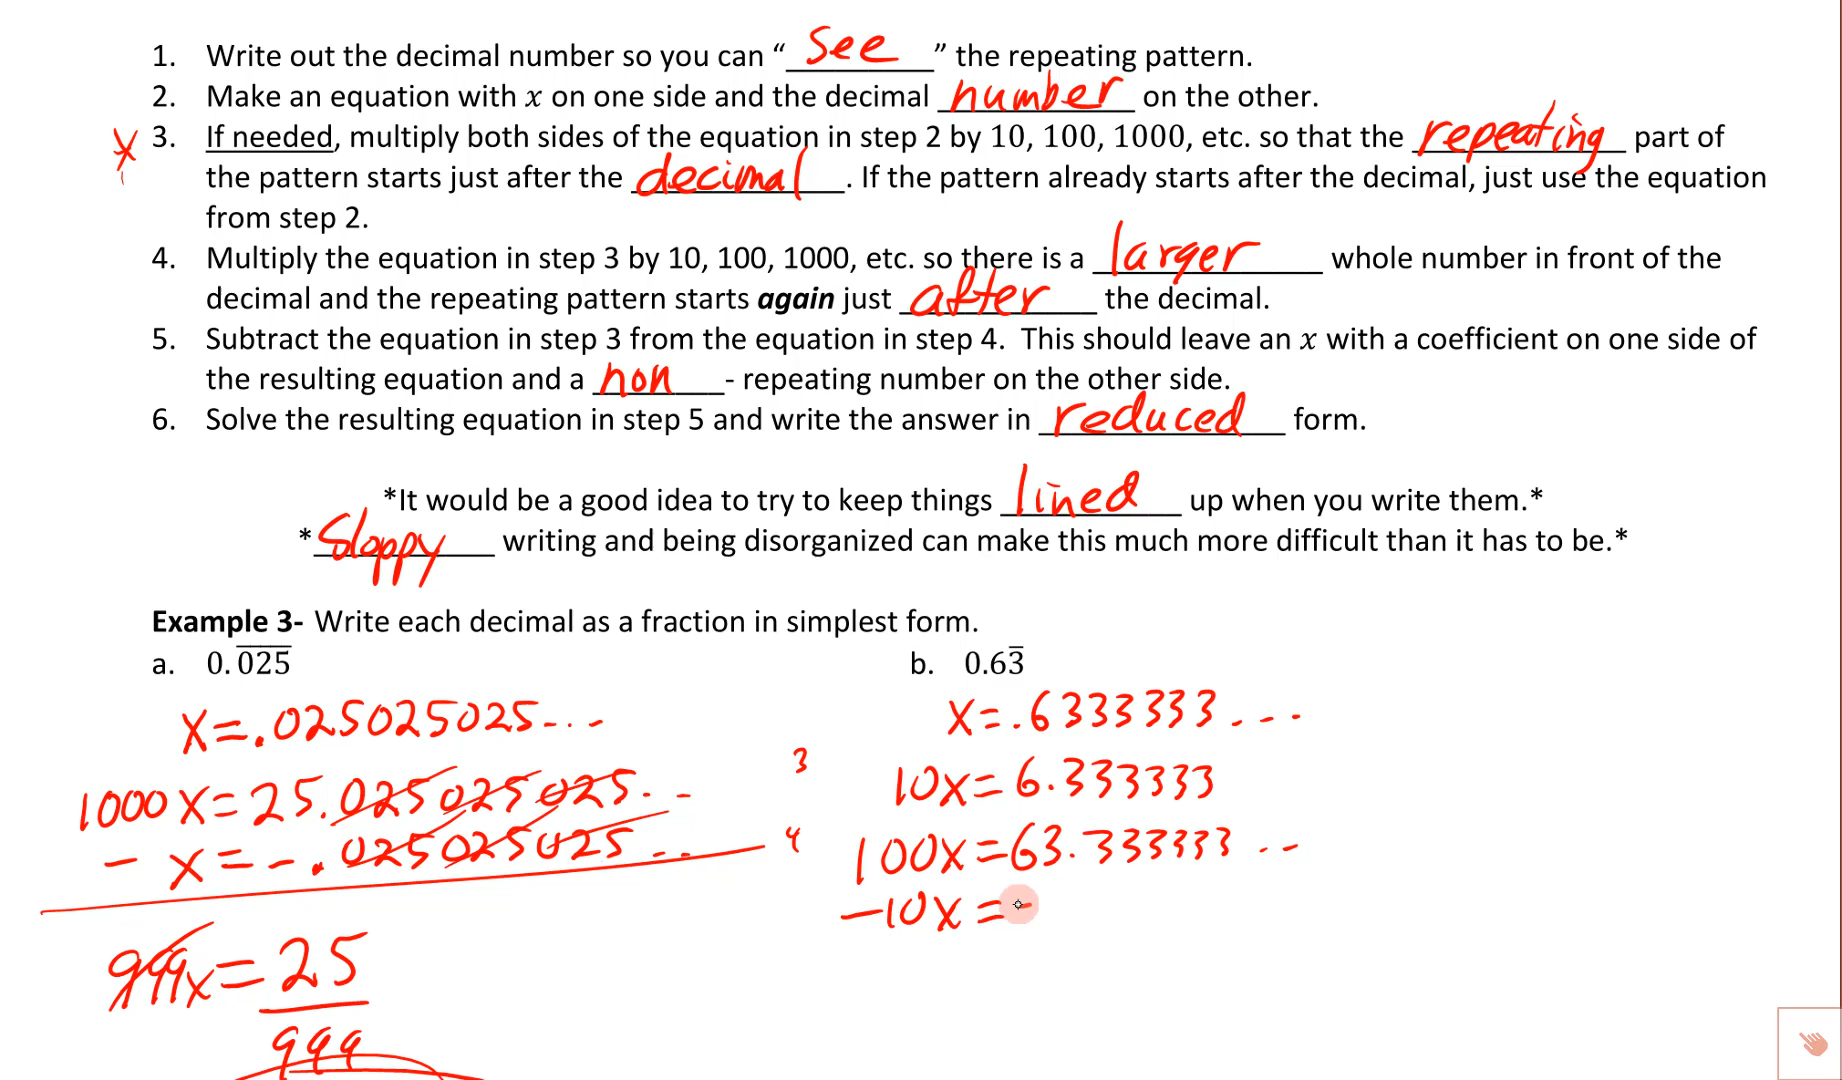 1. Write out the decimal number so you can “ see ” the repeating pattern.
2. Make an equation with x on one side and the decimal number on the other.
3. If needed, multiply both sides of the equation in step 2 by 10, 100, 1000, etc. so that the repeating part of
the pattern starts just after the decimal. If the pattern already starts after the decimal, just use the equation
from step 2.
4. Multiply the equation in step 3 by 10, 100, 1000, etc. so there is a larger whole number in front of the
decimal and the repeating pattern starts again just after the decimal.
5. Subtract the equation in step 3 from the equation in step 4. This should leave an x with a coefficient on one side of
the resulting equation and a non - repeating number on the other side.
6. Solve the resulting equation in step 5 and write the answer in reduced form.
*It would be a good idea to try to keep things lined up when you write them.*
*Sloppy writing and being disorganized can make this much more difficult than it has to be.*
Example 3- Write each decimal as a fraction in simplest form.
a. 0.0̅2̅5̅
x=.025025025...
1000x=25.025025025...
- x=-.025025025...
999x=25
999
b. 0.63̅
x=.6333333...
3 10x=6.333333
4 100x=63.333333...
-10x=-